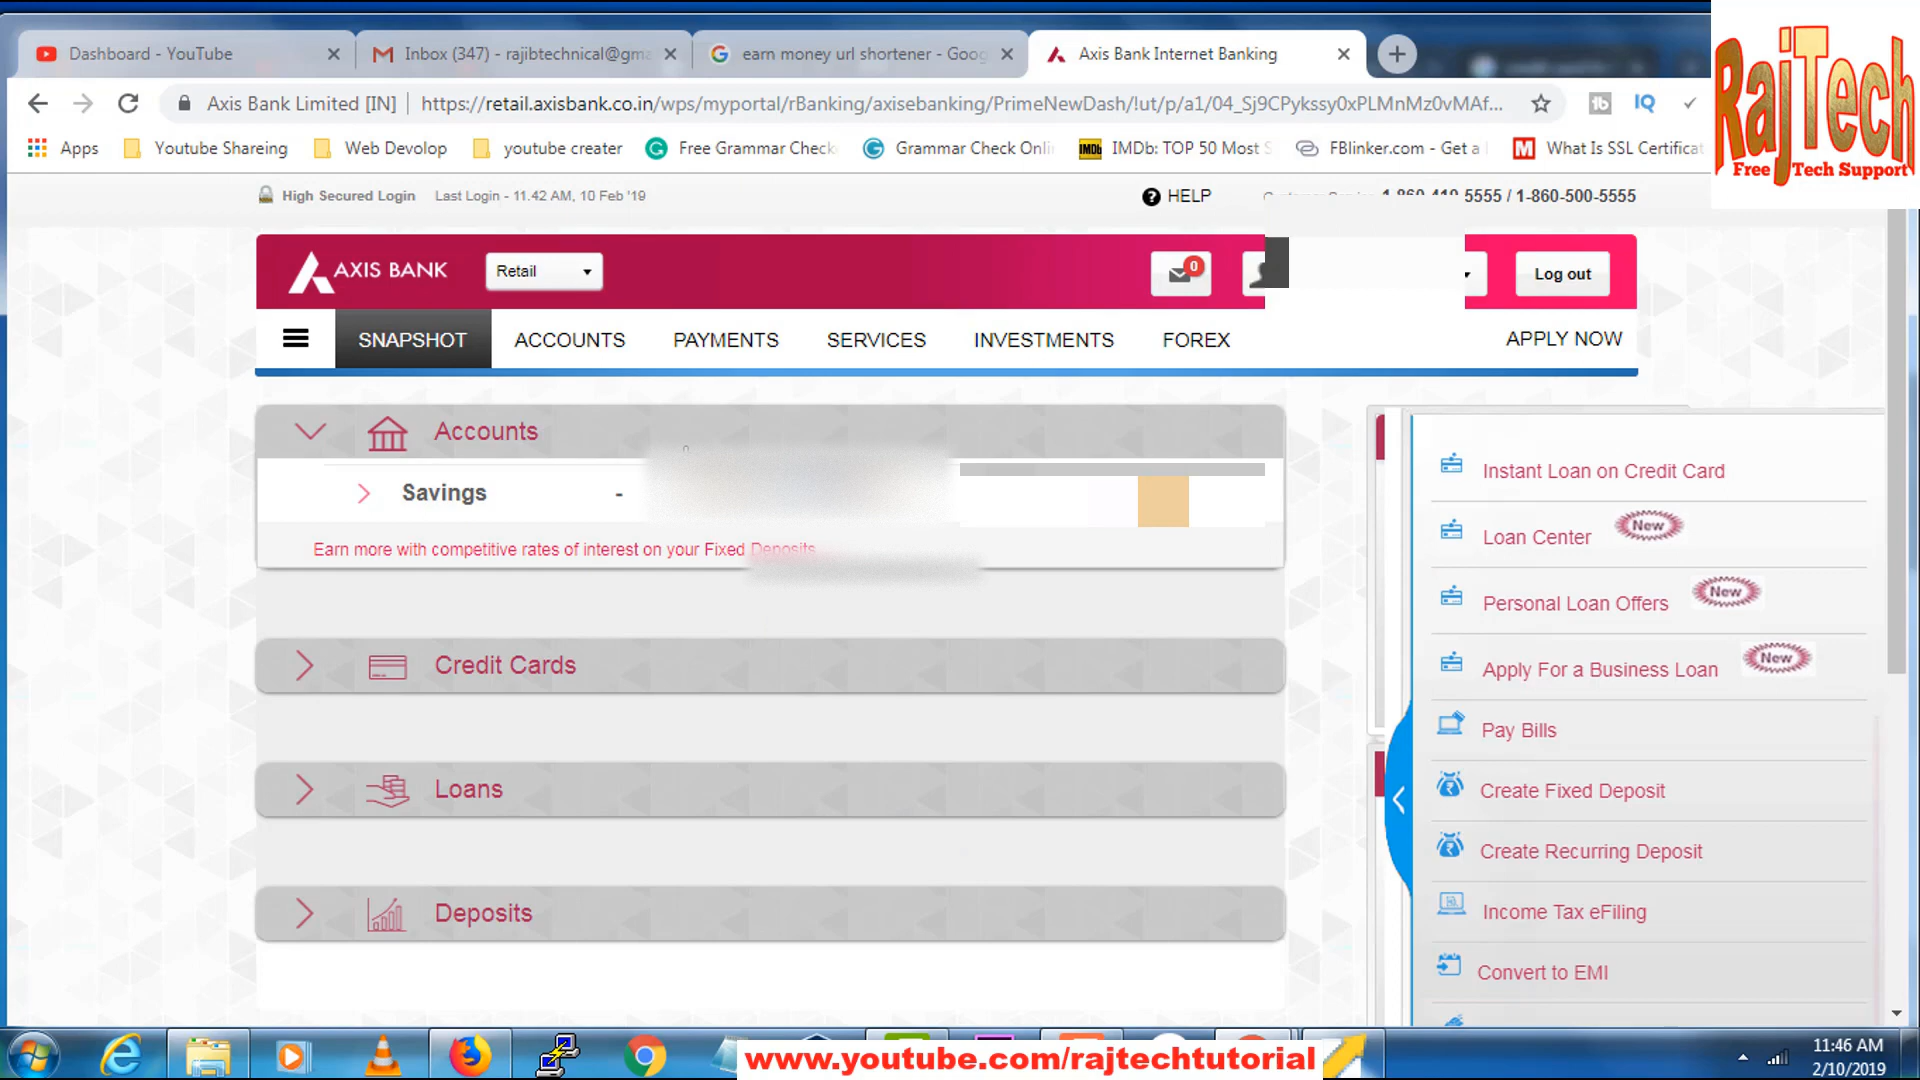 Dashboard - YouTube
Inbox (347) - rajibtechnical@gma
earn money url shortener - Goog
Axis Bank Internet Banking
Axis Bank Limited [IN] | https://retail.axisbank.co.in/wps/myportal/rBanking/axisebanking/PrimeNewDash/!ut/p/a1/04_Sj9CPykssy0xPLMnMz0vMAf...
Apps
Youtube Shareing
Web Devolop
youtube creater
Free Grammar Check
Grammar Check Onli
IMDb: TOP 50 Most S
FBlinker.com - Get a
What Is SSL Certificat
RajTech
Free Tech Support
High Secured Login
Last Login - 11.42 AM, 10 Feb '19
HELP
5555 / 1-860-500-5555
AXIS BANK
Retail
0
Log out
SNAPSHOT
ACCOUNTS
PAYMENTS
SERVICES
INVESTMENTS
FOREX
APPLY NOW
Accounts
Savings -
Earn more with competitive rates of interest on your Fixed Deposits
Credit Cards
Loans
Deposits
Instant Loan on Credit Card
Loan Center New
Personal Loan Offers New
Apply For a Business Loan New
Pay Bills
Create Fixed Deposit
Create Recurring Deposit
Income Tax eFiling
Convert to EMI
www.youtube.com/rajtechtutorial
11:46 AM
2/10/2019